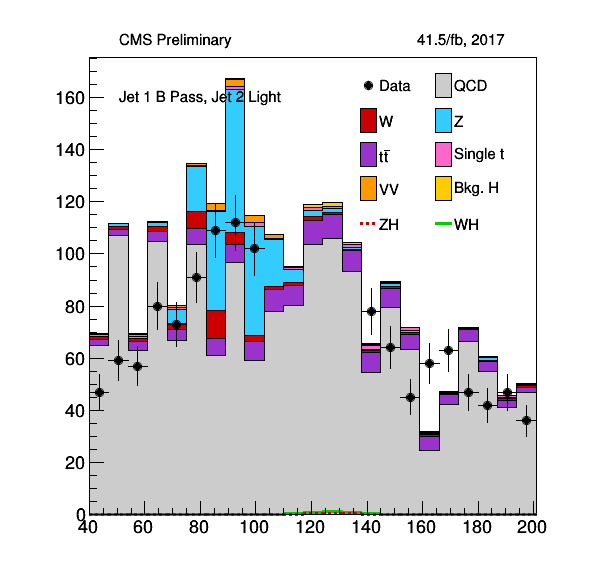 CMS Preliminary 41.5/fb, 2017
Jet 1 B Pass, Jet 2 Light
Data QCD
W Z
tt̅ Single t
VV Bkg. H
ZH WH
160
140
120
100
80
60
40
20
0
40 60 80 100 120 140 160 180 200